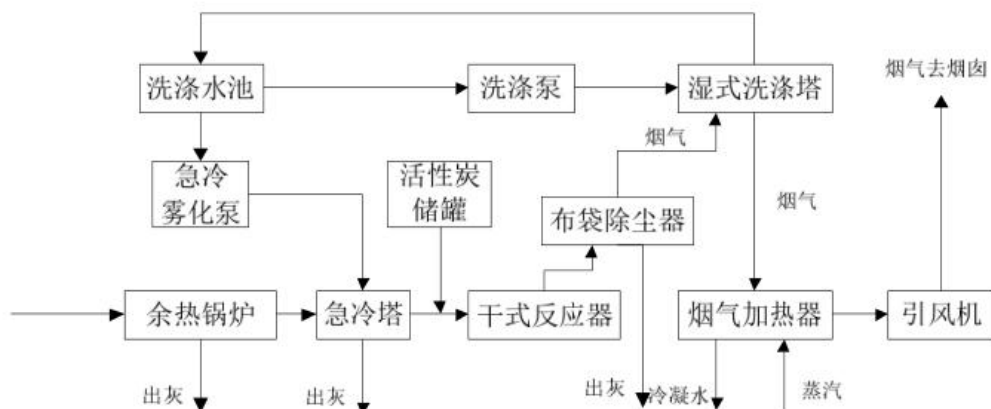 烟气去烟囱
洗涤水池
洗涤泵
湿式洗涤塔
烟气
急冷
雾化泵
活性炭
储罐
烟气
布袋除尘器
余热锅炉
急冷塔
干式反应器
烟气加热器
引风机
出灰
出灰
出灰
冷凝水
蒸汽